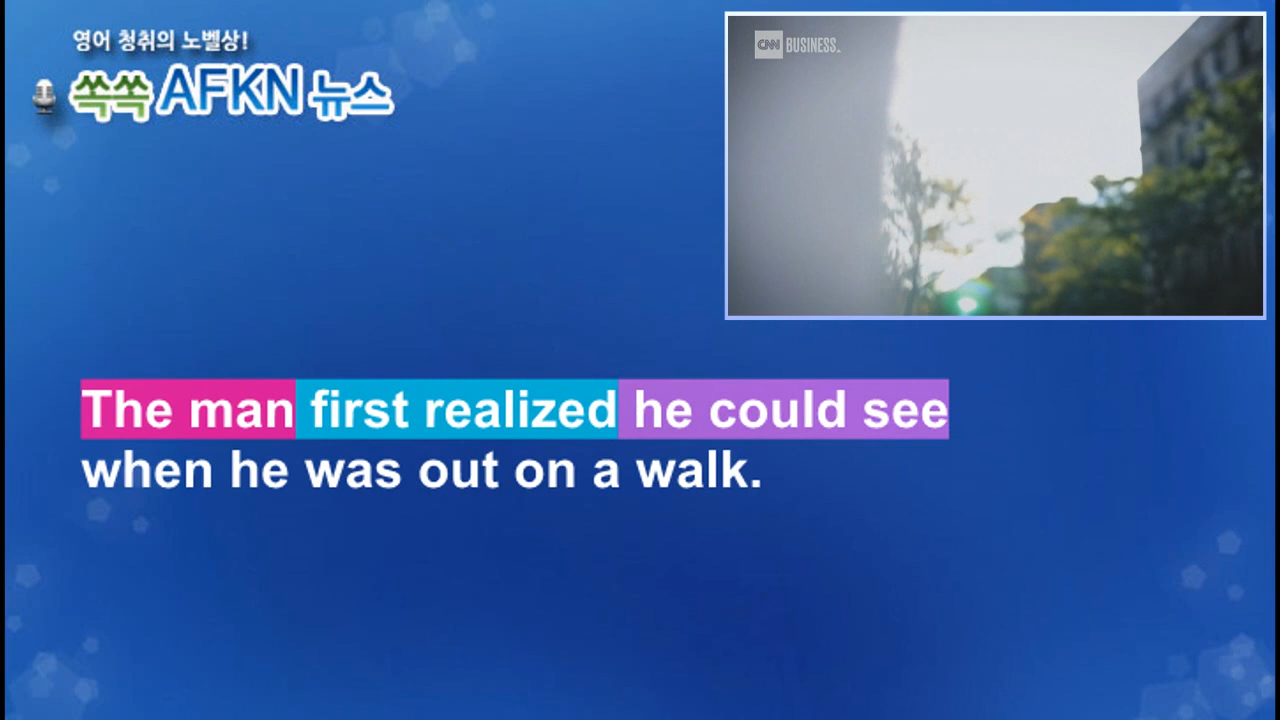 영어 청취의 노벨상!
쏙쏙 AFKN 뉴스
CNN BUSINESS.
The man first realized he could see
when he was out on a walk.